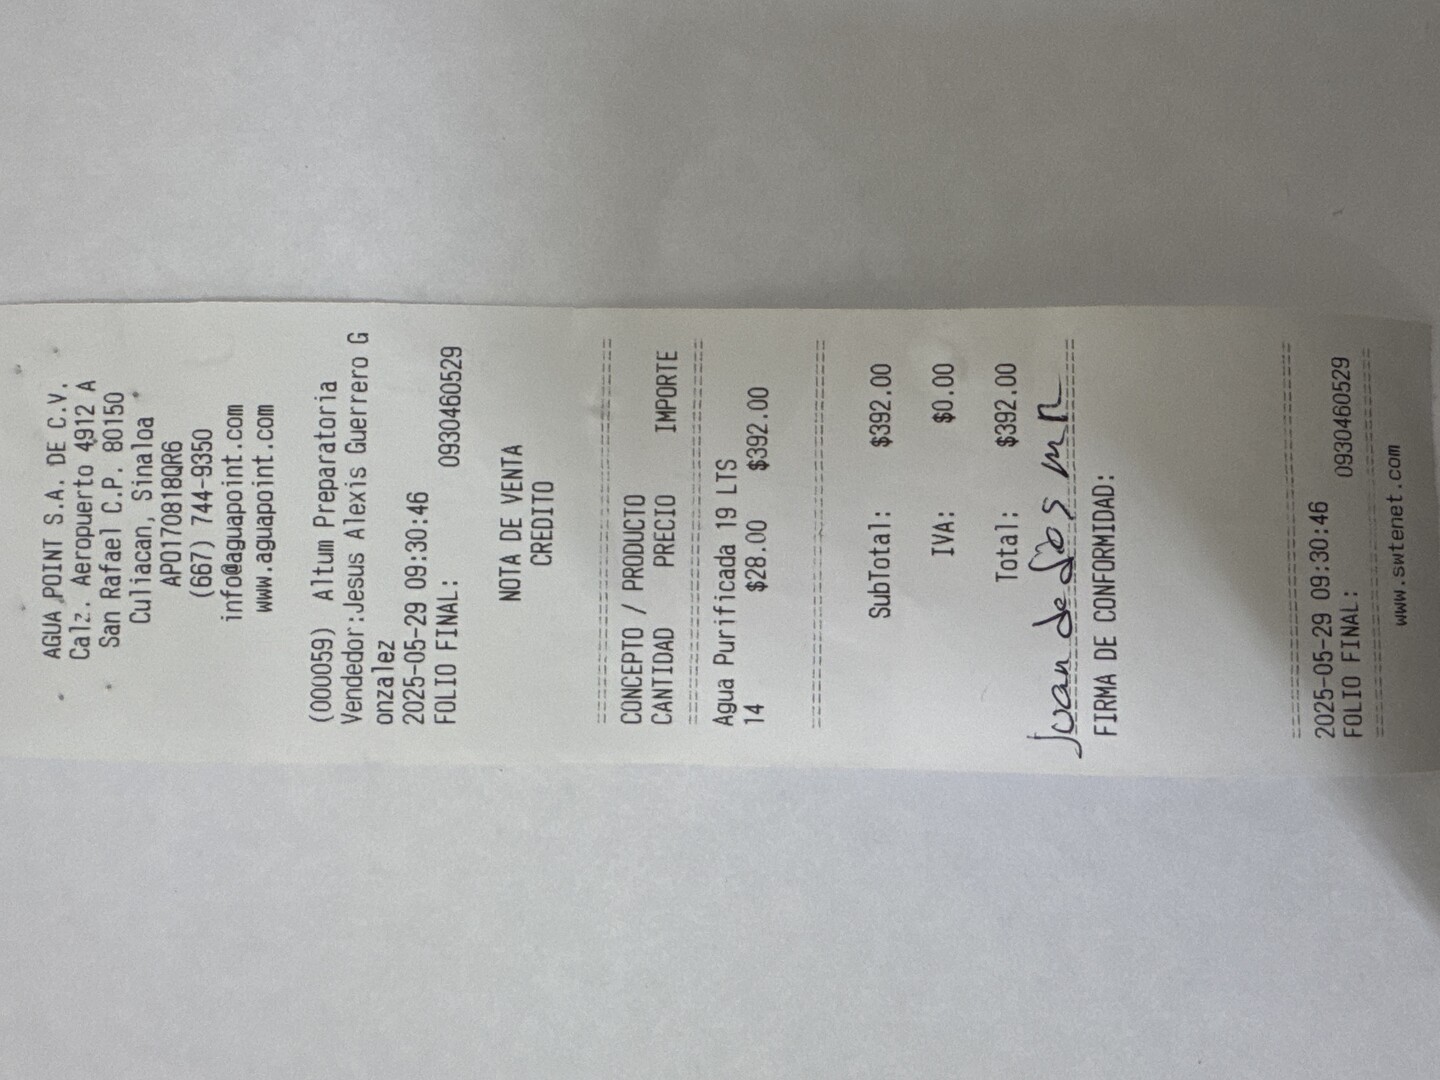 AGUA POINT S.A. DE C.V.
Calz. Aeropuerto 4912 A
San Rafael C.P. 80150
Culiacan, Sinaloa
APO170818QR6
(667) 744-9350
info@aguapoint.com
www.aguapoint.com
(000059) Altum Preparatoria
Vendedor:Jesus Alexis Guerrero G
onzalez
2025-05-29 09:30:46
FOLIO FINAL: 0930460529
NOTA DE VENTA
CREDITO
================================
CONCEPTO / PRODUCTO
CANTIDAD PRECIO IMPORTE
================================
Agua Purificada 19 LTS
14 $28.00 $392.00
================================
SubTotal: $392.00
IVA: $0.00
Total: $392.00
Juan de Dios
================================
FIRMA DE CONFORMIDAD:
================================
2025-05-29 09:30:46
FOLIO FINAL: 0930460529
================================
www.swtenet.com